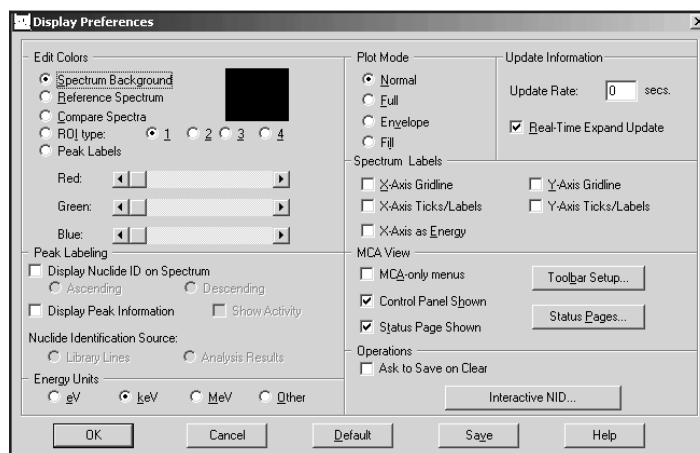 Display Preferences
Edit Colors
Spectrum Background
Reference Spectrum
Compare Spectra
ROI type: 1 2 3 4
Peak Labels
Red:
Green:
Blue:
Peak Labeling
Display Nuclide ID on Spectrum
Ascending Descending
Display Peak Information Show Activity
Nuclide Identification Source:
Library Lines Analysis Results
Energy Units
eV keV MeV Other
Plot Mode
Normal
Full
Envelope
Fill
Update Information
Update Rate: 0 secs.
Real-Time Expand Update
Spectrum Labels
X-Axis Gridline Y-Axis Gridline
X-Axis Ticks/Labels Y-Axis Ticks/Labels
X-Axis as Energy
MCA View
MCA-only menus
Control Panel Shown
Status Page Shown
Toolbar Setup...
Status Pages...
Operations
Ask to Save on Clear
Interactive NID...
OK Cancel Default Save Help